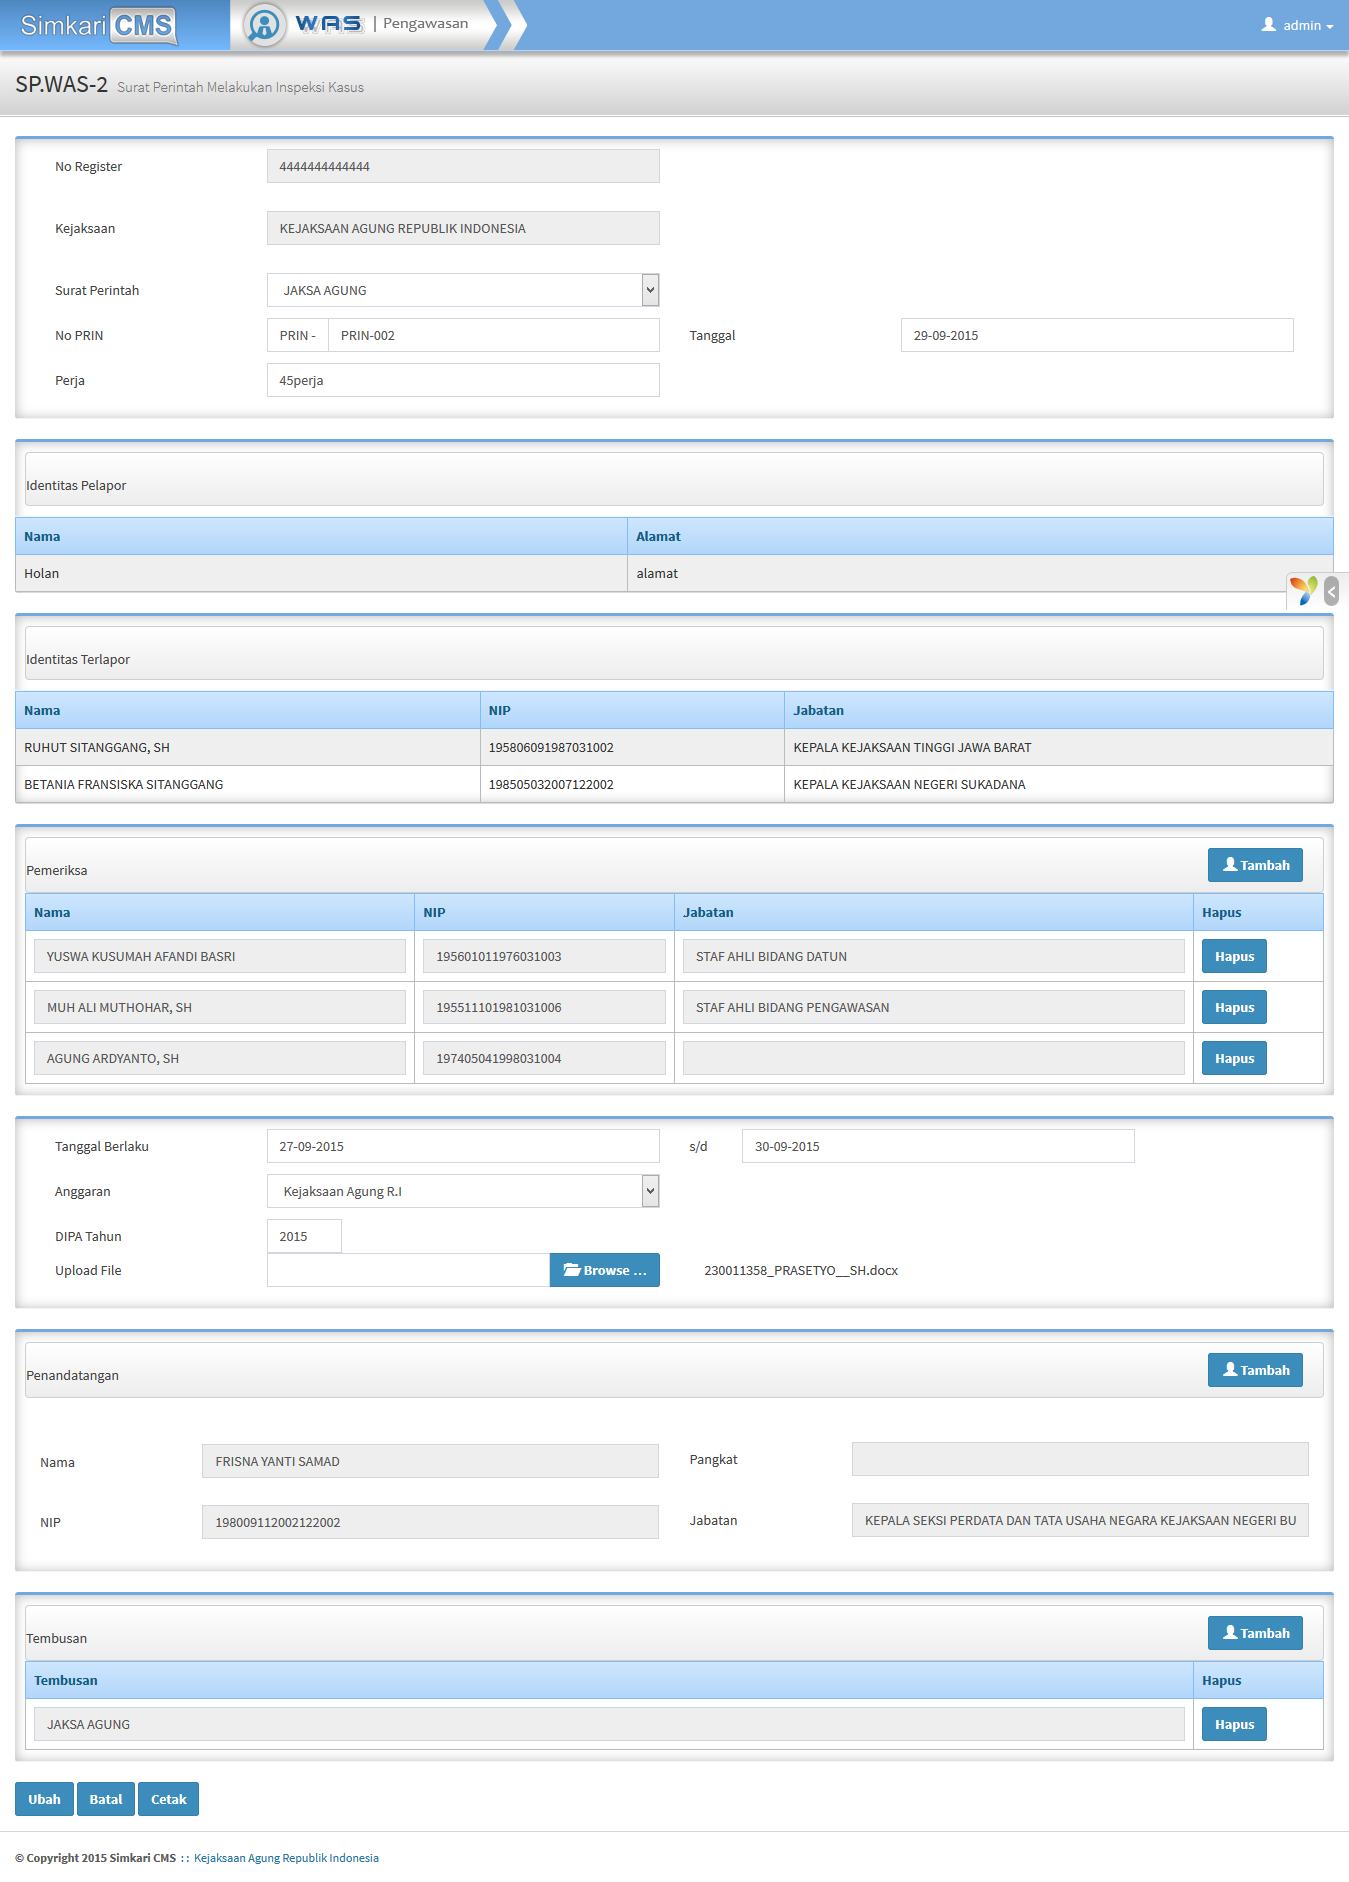 Simkari CMS WAS | Pengawasan admin
SP.WAS-2 Surat Perintah Melakukan Inspeksi Kasus
No Register 4444444444444
Kejaksaan KEJAKSAAN AGUNG REPUBLIK INDONESIA
Surat Perintah JAKSA AGUNG
No PRIN PRIN - PRIN-002 Tanggal 29-09-2015
Perja 45perja
Identitas Pelapor
Nama Alamat
Holan alamat
Identitas Terlapor
Nama NIP Jabatan
RUHUT SITANGGANG, SH 195806091987031002 KEPALA KEJAKSAAN TINGGI JAWA BARAT
BETANIA FRANSISKA SITANGGANG 198505032007122002 KEPALA KEJAKSAAN NEGERI SUKADANA
Pemeriksa Tambah
Nama NIP Jabatan Hapus
YUSWA KUSUMAH AFANDI BASRI 195601011976031003 STAF AHLI BIDANG DATUN Hapus
MUH ALI MUTHOHAR, SH 195511101981031006 STAF AHLI BIDANG PENGAWASAN Hapus
AGUNG ARDYANTO, SH 197405041998031004 Hapus
Tanggal Berlaku 27-09-2015 s/d 30-09-2015
Anggaran Kejaksaan Agung R.I
DIPA Tahun 2015
Upload File Browse ... 230011358_PRASETYO__SH.docx
Penandatangan Tambah
Nama FRISNA YANTI SAMAD Pangkat
NIP 198009112002122002 Jabatan KEPALA SEKSI PERDATA DAN TATA USAHA NEGARA KEJAKSAAN NEGERI BU
Tembusan Tambah
Tembusan Hapus
JAKSA AGUNG Hapus
Ubah Batal Cetak
© Copyright 2015 Simkari CMS :: Kejaksaan Agung Republik Indonesia